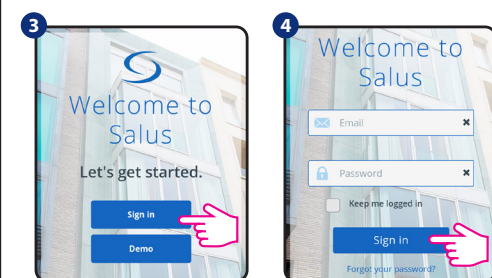 3
Welcome to
Salus
Let's get started.
Sign in
Demo
4
Welcome to
Salus
Email
Password
Keep me logged in
Sign in
Forgot your password?